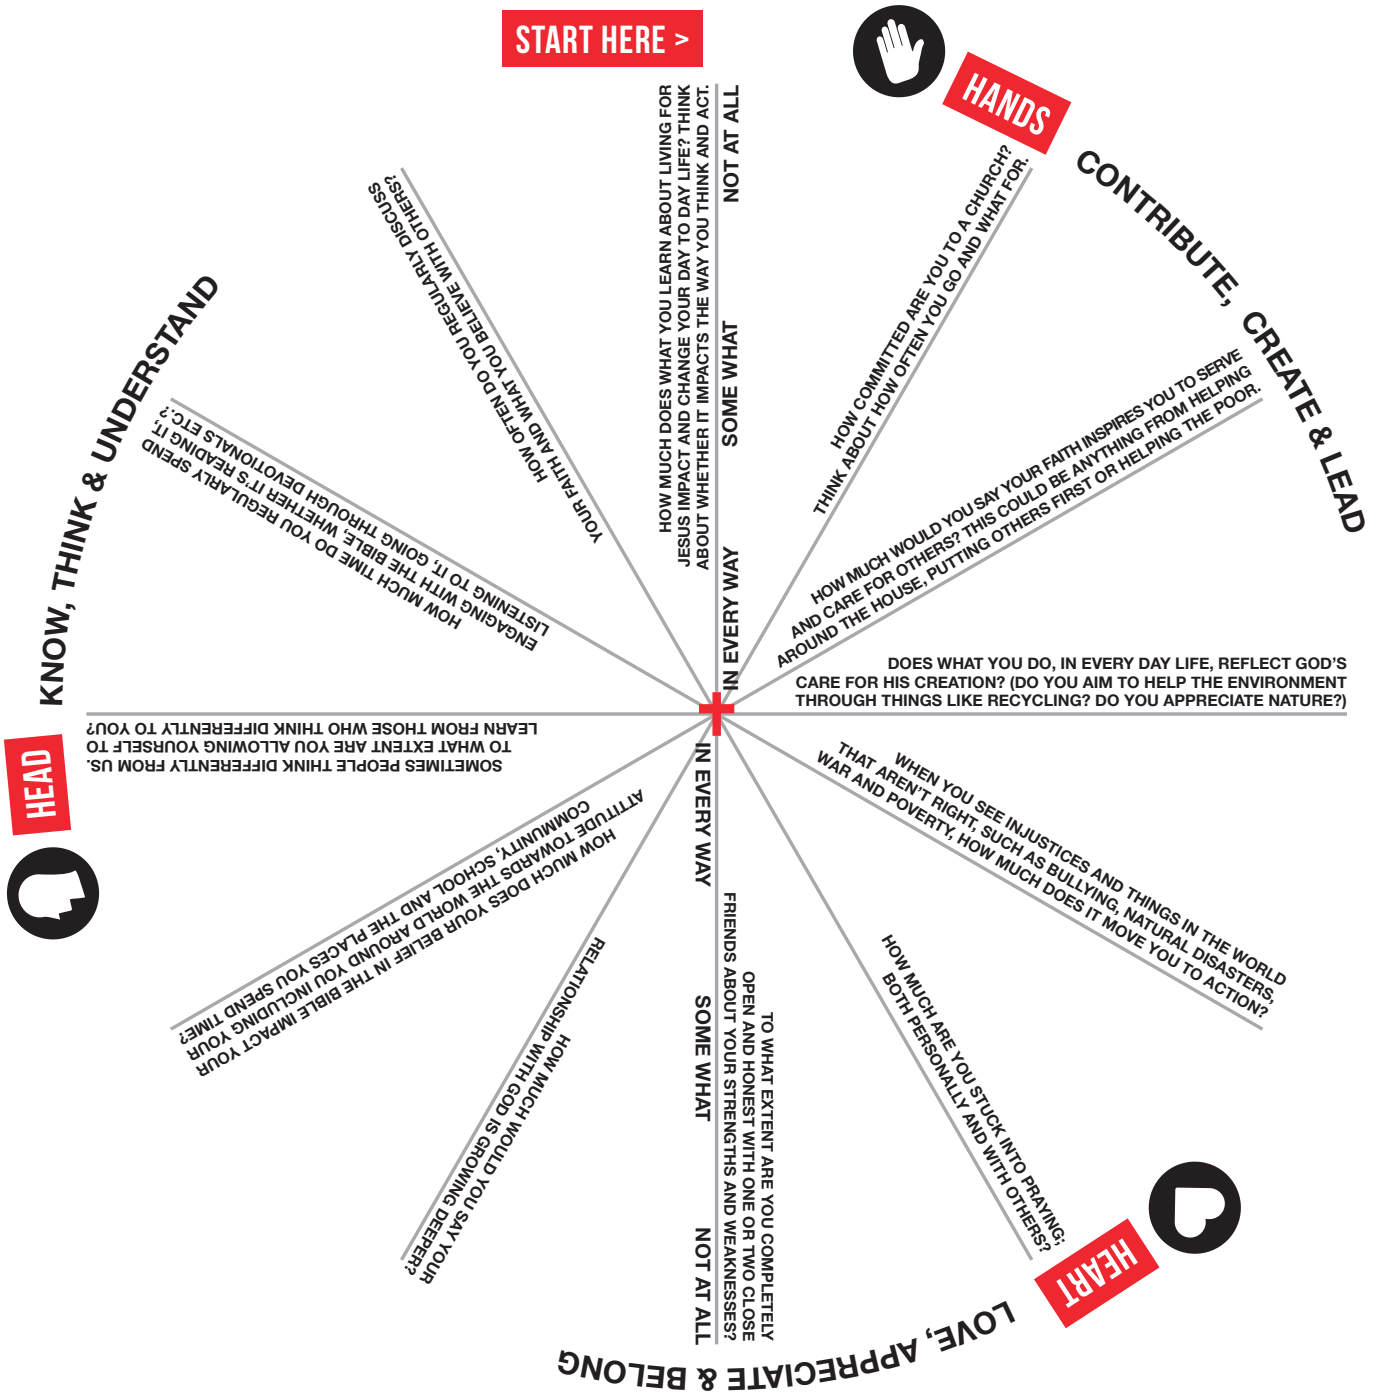 START HERE >
HOW MUCH DOES WHAT YOU LEARN ABOUT LIVING FOR
JESUS IMPACT AND CHANGE YOUR DAY TO DAY LIFE? THINK
ABOUT WHETHER IT IMPACTS THE WAY YOU THINK AND ACT.
NOT AT ALL
SOME WHAT
IN EVERY WAY
HANDS
CONTRIBUTE, CREATE & LEAD
HOW COMMITTED ARE YOU TO A CHURCH?
THINK ABOUT HOW OFTEN YOU GO AND WHAT FOR.
HOW MUCH WOULD YOU SAY YOUR FAITH INSPIRES YOU TO SERVE
AND CARE FOR OTHERS? THIS COULD BE ANYTHING FROM HELPING
AROUND THE HOUSE, PUTTING OTHERS FIRST OR HELPING THE POOR.
DOES WHAT YOU DO, IN EVERY DAY LIFE, REFLECT GOD'S
CARE FOR HIS CREATION? (DO YOU AIM TO HELP THE ENVIRONMENT
THROUGH THINGS LIKE RECYCLING? DO YOU APPRECIATE NATURE?)
WHEN YOU SEE INJUSTICES AND THINGS IN THE WORLD
THAT AREN'T RIGHT, SUCH AS BULLYING, NATURAL DISASTERS,
WAR AND POVERTY, HOW MUCH DOES IT MOVE YOU TO ACTION?
HOW MUCH ARE YOU STUCK INTO PRAYING;
BOTH PERSONALLY AND WITH OTHERS?
HEART
LOVE, APPRECIATE & BELONG
TO WHAT EXTENT ARE YOU COMPLETELY
OPEN AND HONEST WITH ONE OR TWO CLOSE
FRIENDS ABOUT YOUR STRENGTHS AND WEAKNESSES?
IN EVERY WAY
SOME WHAT
NOT AT ALL
HOW MUCH WOULD YOU SAY YOUR
RELATIONSHIP WITH GOD IS GROWING DEEPER?
HOW MUCH DOES YOUR BELIEF IN THE BIBLE IMPACT YOUR
ATTITUDE TOWARDS THE WORLD AROUND YOU INCLUDING YOUR
COMMUNITY, SCHOOL AND THE PLACES YOU SPEND TIME?
HEAD
KNOW, THINK & UNDERSTAND
SOMETIMES PEOPLE THINK DIFFERENTLY FROM US.
TO WHAT EXTENT ARE YOU ALLOWING YOURSELF TO
LEARN FROM THOSE WHO THINK DIFFERENTLY TO YOU?
HOW MUCH TIME DO YOU REGULARLY SPEND
ENGAGING WITH THE BIBLE, WHETHER IT'S READING IT,
LISTENING TO IT, GOING THROUGH DEVOTIONALS ETC.?
HOW OFTEN DO YOU REGULARLY DISCUSS
YOUR FAITH AND WHAT YOU BELIEVE WITH OTHERS?